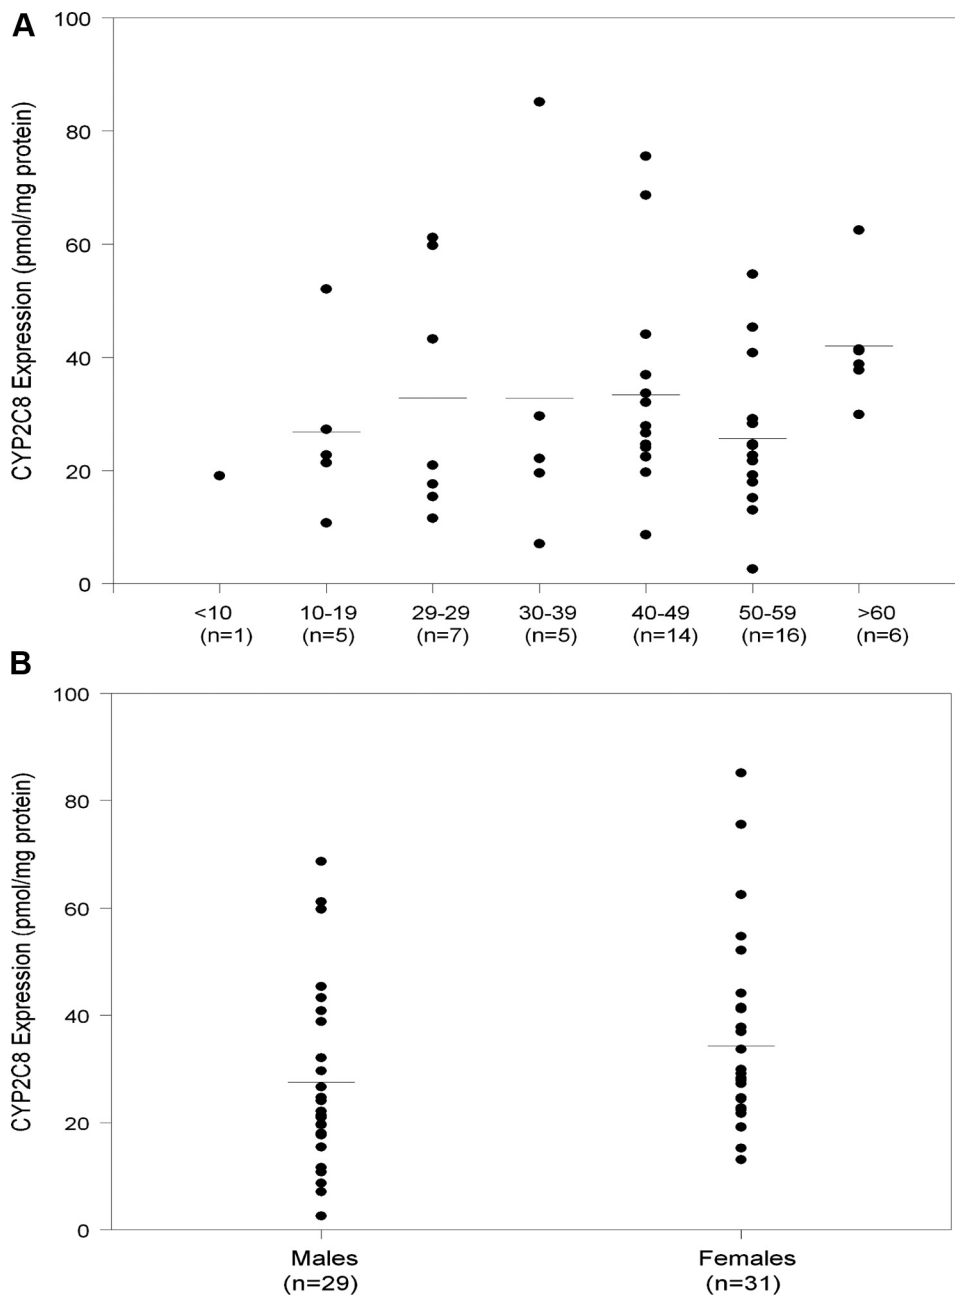 A
CYP2C8 Expression (pmol/mg protein)
100
80
60
40
20
0
<10 10-19 29-29 30-39 40-49 50-59 >60
(n=1) (n=5) (n=7) (n=5) (n=14) (n=16) (n=6)
B
CYP2C8 Expression (pmol/mg protein)
100
80
60
40
20
0
Males Females
(n=29) (n=31)